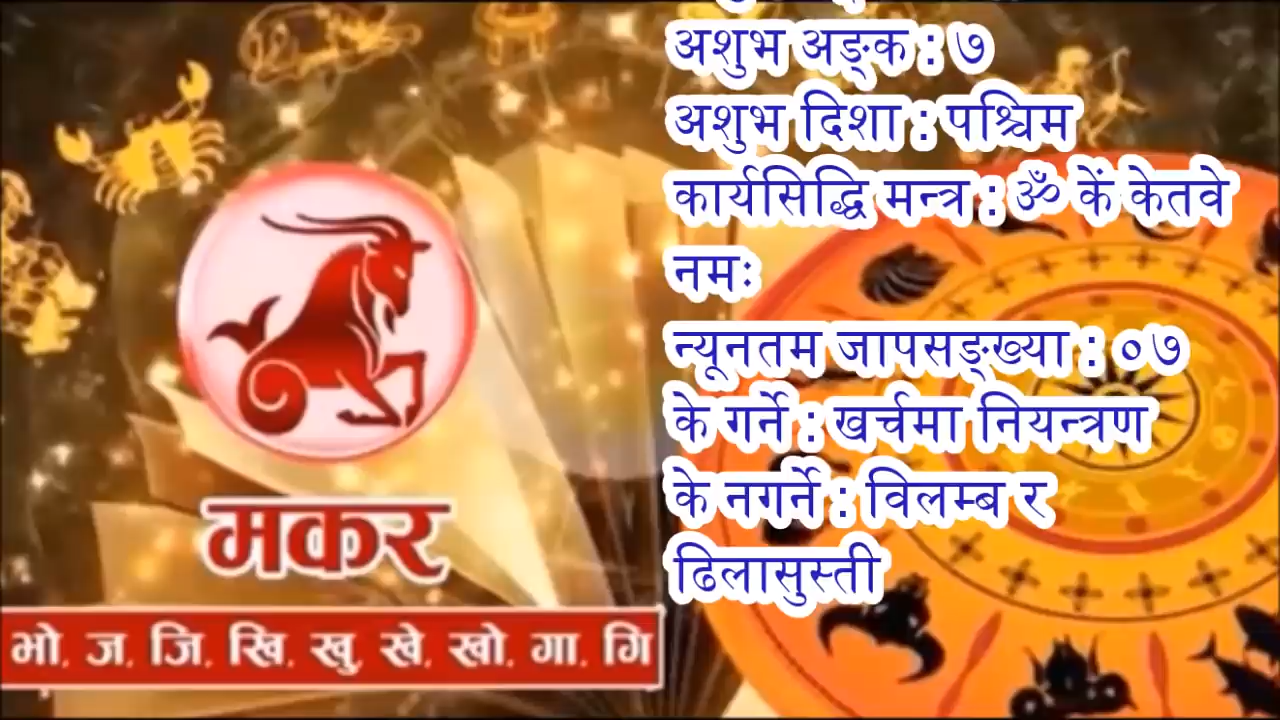 अशुभ अङ्क : ७
अशुभ दिशा : पश्चिम
कार्यसिद्धि मन्त्र : ॐ कें केतवे
नमः
न्यूनतम जापसङ्ख्या : ०७
के गर्ने : खर्चमा नियन्त्रण
के नगर्ने : विलम्ब र
ढिलासुस्ती
मकर
भो. ज. जि. खि. खु. खे. खो. गा. गि